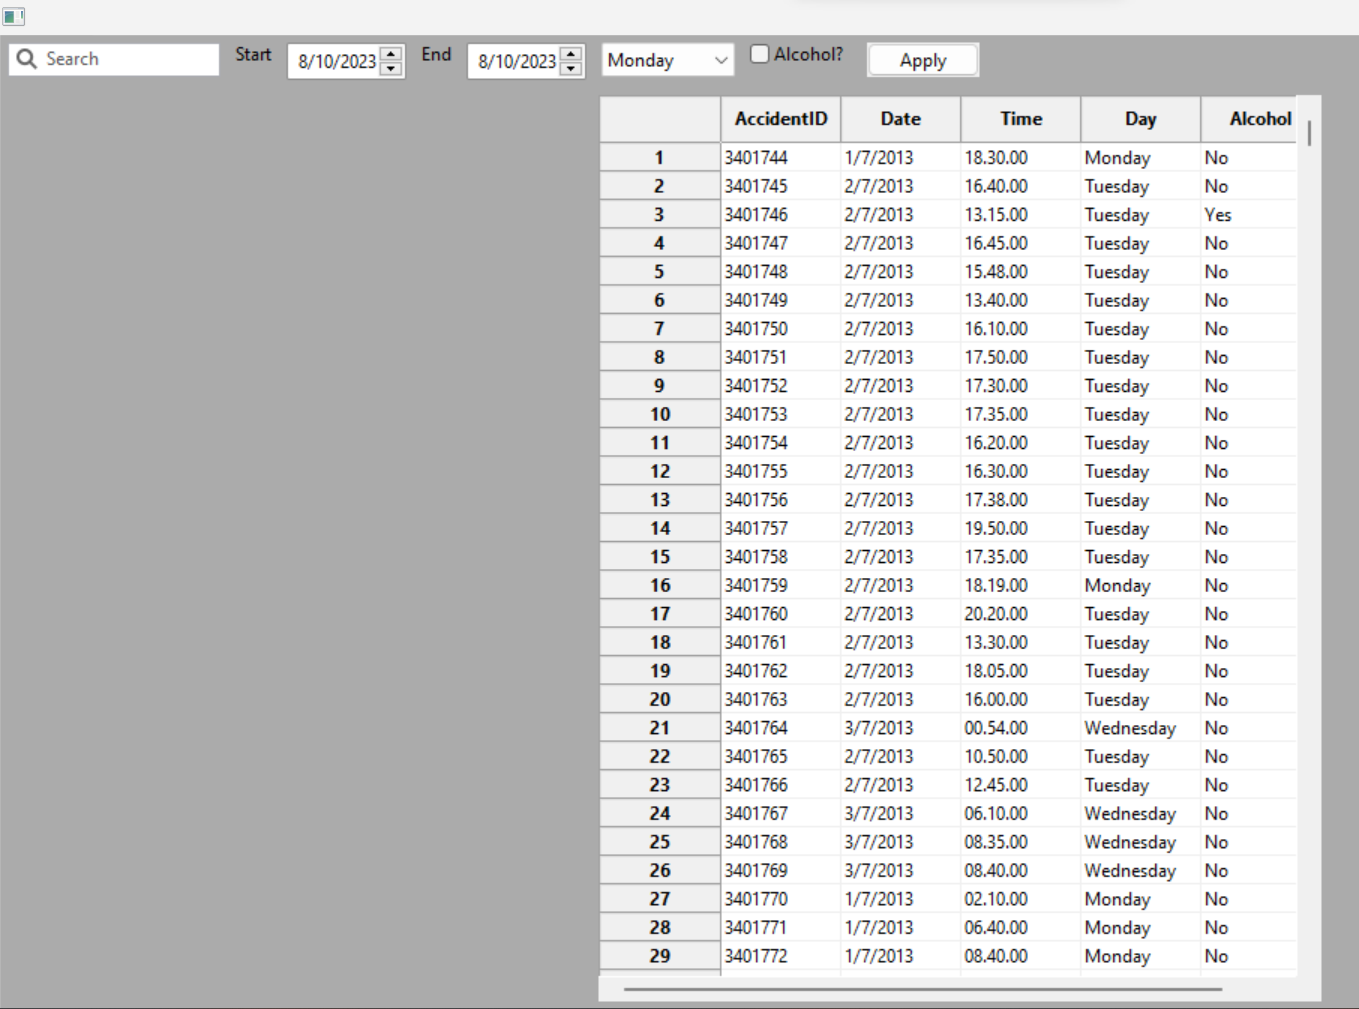 Search Start 8/10/2023 End 8/10/2023 Monday Alcohol? Apply
AccidentID Date Time Day Alcohol
1 3401744 1/7/2013 18.30.00 Monday No
2 3401745 2/7/2013 16.40.00 Tuesday No
3 3401746 2/7/2013 13.15.00 Tuesday Yes
4 3401747 2/7/2013 16.45.00 Tuesday No
5 3401748 2/7/2013 15.48.00 Tuesday No
6 3401749 2/7/2013 13.40.00 Tuesday No
7 3401750 2/7/2013 16.10.00 Tuesday No
8 3401751 2/7/2013 17.50.00 Tuesday No
9 3401752 2/7/2013 17.30.00 Tuesday No
10 3401753 2/7/2013 17.35.00 Tuesday No
11 3401754 2/7/2013 16.20.00 Tuesday No
12 3401755 2/7/2013 16.30.00 Tuesday No
13 3401756 2/7/2013 17.38.00 Tuesday No
14 3401757 2/7/2013 19.50.00 Tuesday No
15 3401758 2/7/2013 17.35.00 Tuesday No
16 3401759 2/7/2013 18.19.00 Monday No
17 3401760 2/7/2013 20.20.00 Tuesday No
18 3401761 2/7/2013 13.30.00 Tuesday No
19 3401762 2/7/2013 18.05.00 Tuesday No
20 3401763 2/7/2013 16.00.00 Tuesday No
21 3401764 3/7/2013 00.54.00 Wednesday No
22 3401765 2/7/2013 10.50.00 Tuesday No
23 3401766 2/7/2013 12.45.00 Tuesday No
24 3401767 3/7/2013 06.10.00 Wednesday No
25 3401768 3/7/2013 08.35.00 Wednesday No
26 3401769 3/7/2013 08.40.00 Wednesday No
27 3401770 1/7/2013 02.10.00 Monday No
28 3401771 1/7/2013 06.40.00 Monday No
29 3401772 1/7/2013 08.40.00 Monday No